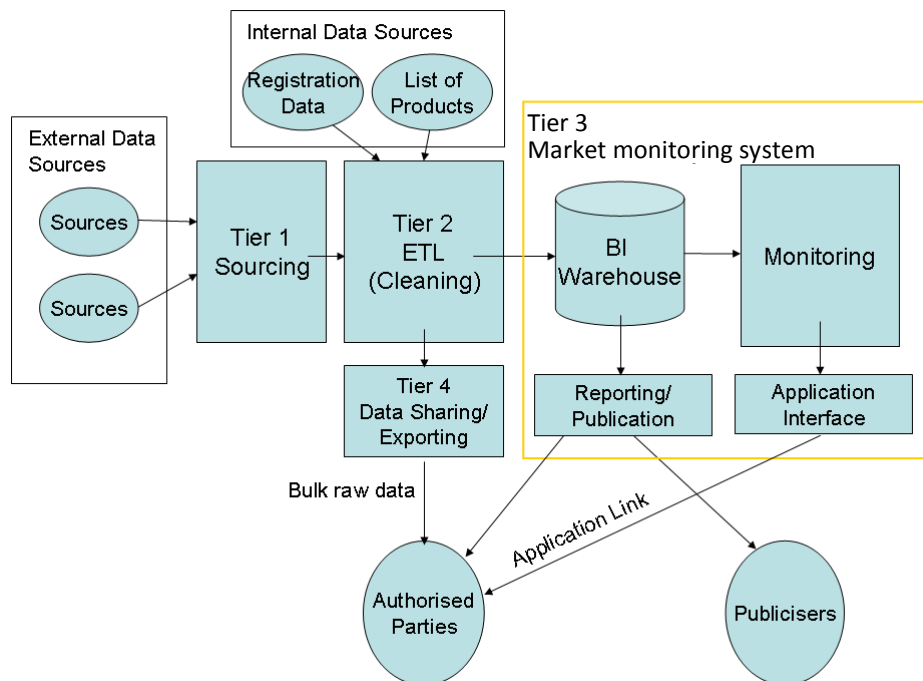 Internal Data Sources
Registration
Data
List of
Products
External Data
Sources
Sources
Sources
Tier 1
Sourcing
Tier 2
ETL
(Cleaning)
Tier 3
Market monitoring system
BI
Warehouse
Monitoring
Tier 4
Data Sharing/
Exporting
Reporting/
Publication
Application
Interface
Bulk raw data
Application Link
Authorised
Parties
Publicisers